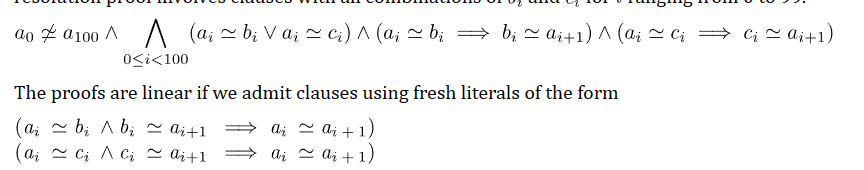 resolution proof involves clauses with all combinations of bᵢ and cᵢ for i ranging from 0 to 99.
a₀ ≄ a₁₀₀ ∧ ⋀_{0≤i<100} (aᵢ ≃ bᵢ ∨ aᵢ ≃ cᵢ) ∧ (aᵢ ≃ bᵢ ⟹ bᵢ ≃ aᵢ₊₁) ∧ (aᵢ ≃ cᵢ ⟹ cᵢ ≃ aᵢ₊₁)
The proofs are linear if we admit clauses using fresh literals of the form
(aᵢ ≃ bᵢ ∧ bᵢ ≃ aᵢ₊₁ ⟹ aᵢ ≃ aᵢ + 1)
(aᵢ ≃ cᵢ ∧ cᵢ ≃ aᵢ₊₁ ⟹ aᵢ ≃ aᵢ + 1)